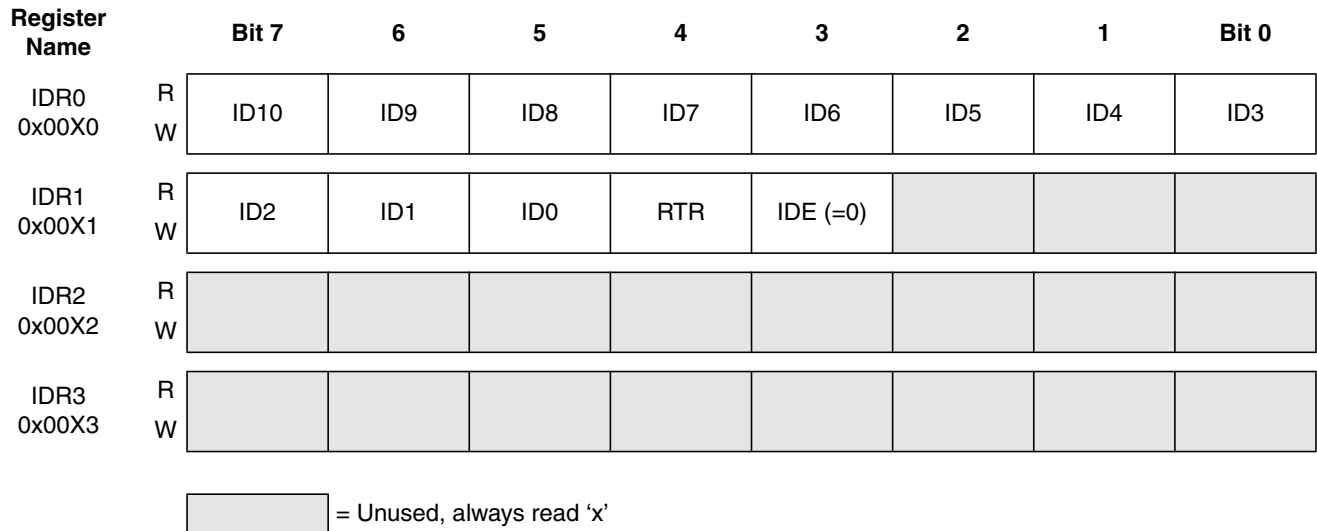 Register Name Bit 7 6 5 4 3 2 1 Bit 0
IDR0 0x00X0 R W ID10 ID9 ID8 ID7 ID6 ID5 ID4 ID3
IDR1 0x00X1 R W ID2 ID1 ID0 RTR IDE (=0)
IDR2 0x00X2 R W
IDR3 0x00X3 R W
= Unused, always read ‘x’